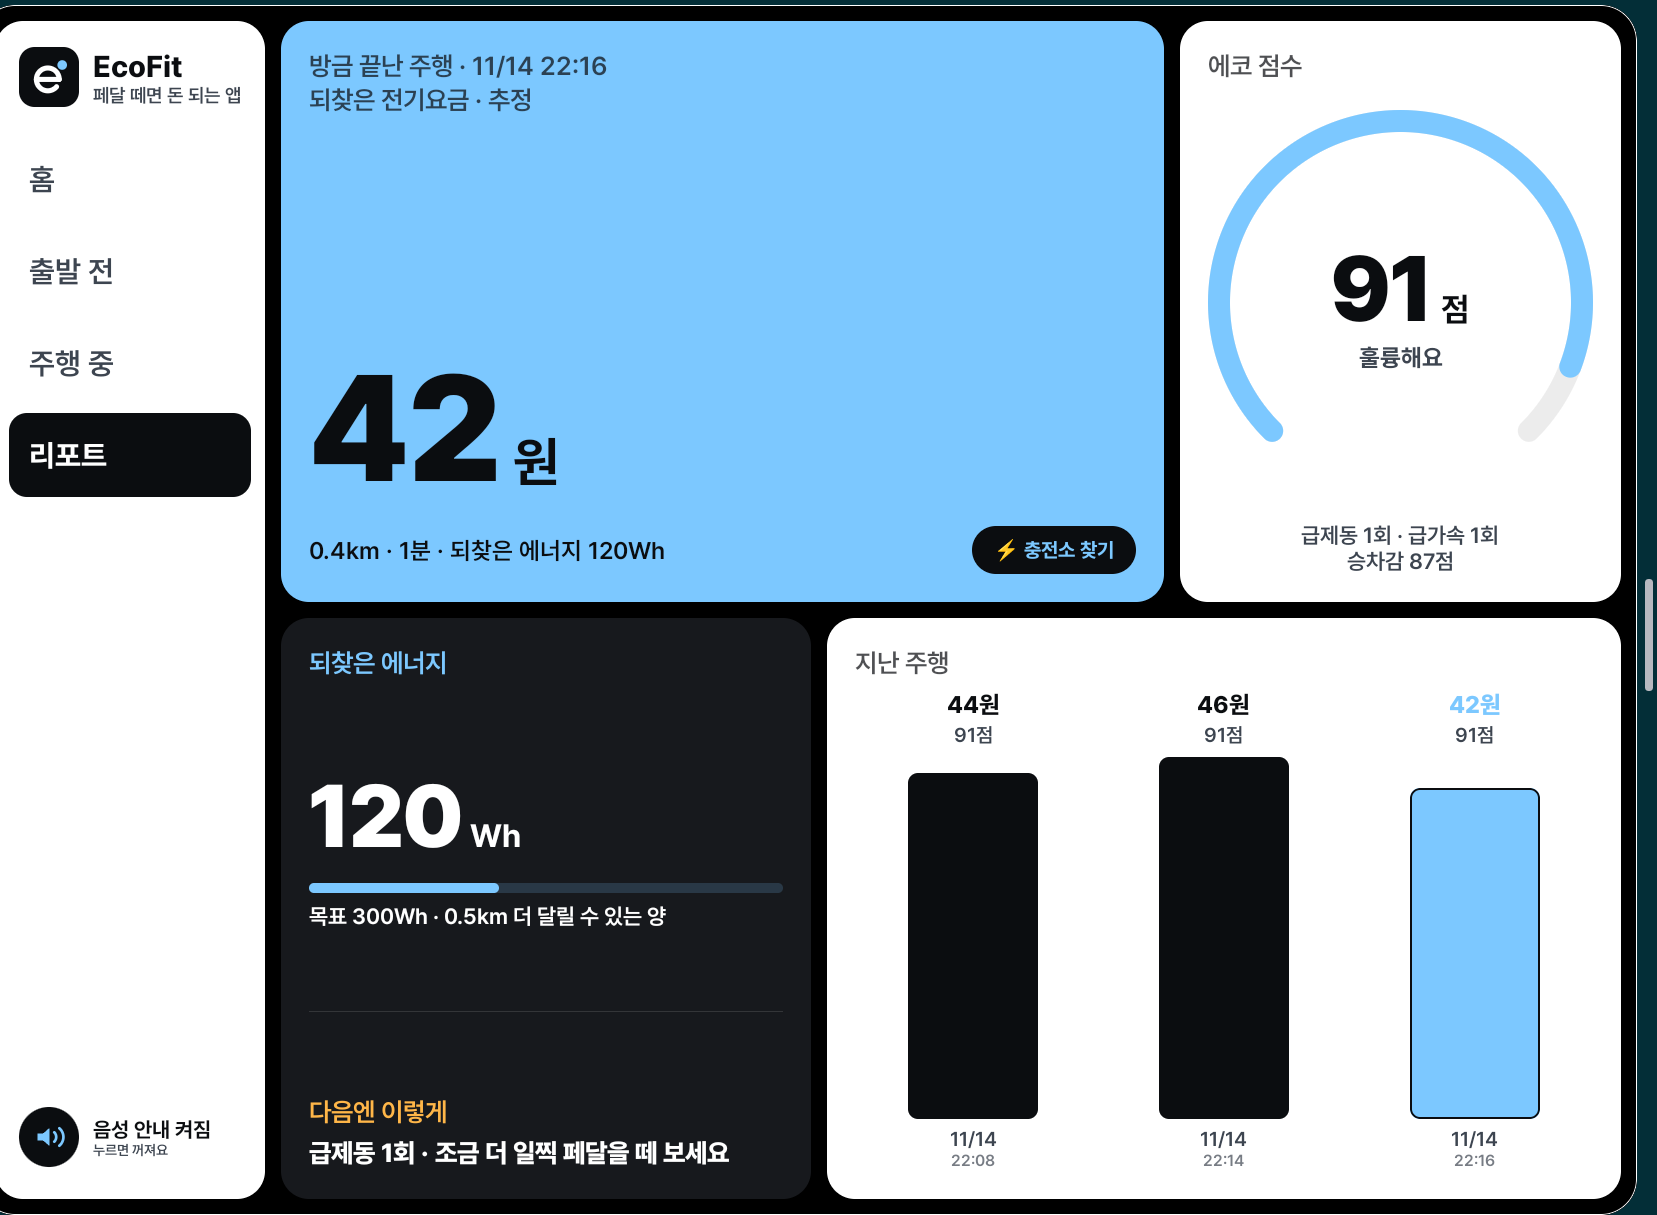 EcoFit
페달 떼면 돈 되는 앱
홈
출발 전
주행 중
리포트
음성 안내 켜짐
누르면 꺼져요
방금 끝난 주행 · 11/14 22:16
되찾은 전기요금 · 추정
42 원
0.4km · 1분 · 되찾은 에너지 120Wh
⚡ 충전소 찾기
에코 점수
91 점
훌륭해요
급제동 1회 · 급가속 1회
승차감 87점
되찾은 에너지
120 Wh
목표 300Wh · 0.5km 더 달릴 수 있는 양
다음엔 이렇게
급제동 1회 · 조금 더 일찍 페달을 떼 보세요
지난 주행
44원
91점
11/14
22:08
46원
91점
11/14
22:14
42원
91점
11/14
22:16